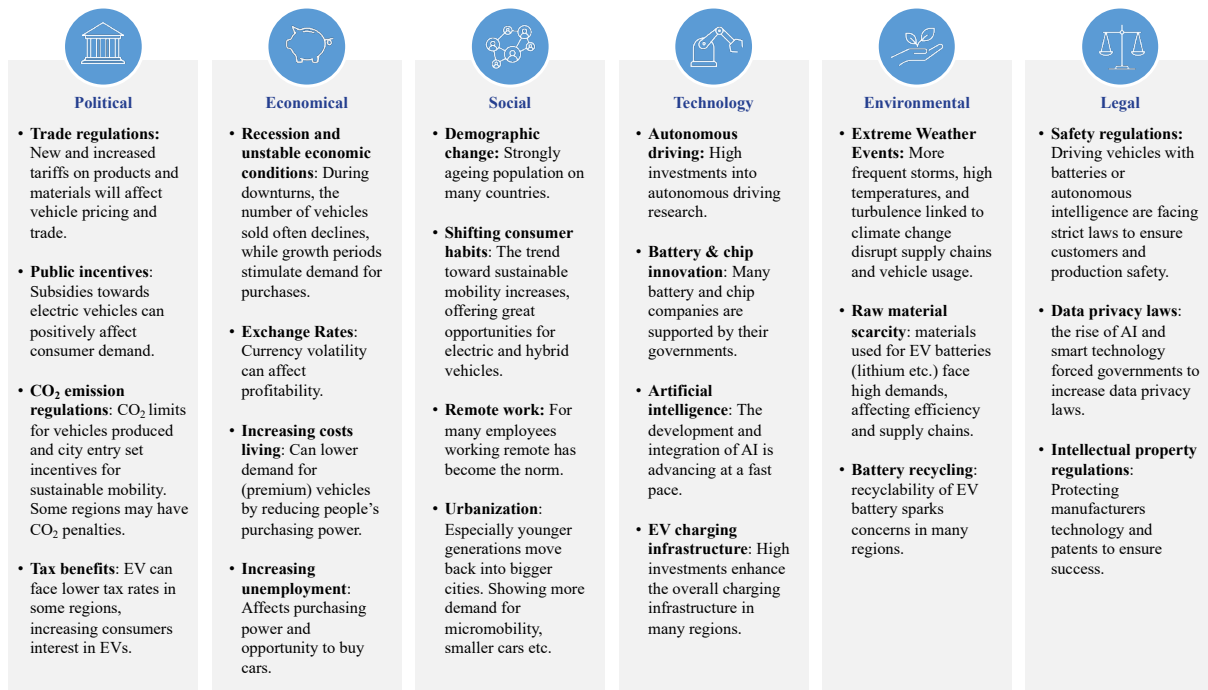 Political
• Trade regulations:
New and increased
tariffs on products and
materials will affect
vehicle pricing and
trade.
• Public incentives:
Subsidies towards
electric vehicles can
positively affect
consumer demand.
• CO₂ emission
regulations: CO₂ limits
for vehicles produced
and city entry set
incentives for
sustainable mobility.
Some regions may have
CO₂ penalties.
• Tax benefits: EV can
face lower tax rates in
some regions,
increasing consumers
interest in EVs.
Economical
• Recession and
unstable economic
conditions: During
downturns, the
number of vehicles
sold often declines,
while growth periods
stimulate demand for
purchases.
• Exchange Rates:
Currency volatility
can affect
profitability.
• Increasing costs
living: Can lower
demand for
(premium) vehicles
by reducing people’s
purchasing power.
• Increasing
unemployment:
Affects purchasing
power and
opportunity to buy
cars.
Social
• Demographic
change: Strongly
ageing population on
many countries.
• Shifting consumer
habits: The trend
toward sustainable
mobility increases,
offering great
opportunities for
electric and hybrid
vehicles.
• Remote work: For
many employees
working remote has
become the norm.
• Urbanization:
Especially younger
generations move
back into bigger
cities. Showing more
demand for
micromobility,
smaller cars etc.
Technology
• Autonomous
driving: High
investments into
autonomous driving
research.
• Battery & chip
innovation: Many
battery and chip
companies are
supported by their
governments.
• Artificial
intelligence: The
development and
integration of AI is
advancing at a fast
pace.
• EV charging
infrastructure: High
investments enhance
the overall charging
infrastructure in
many regions.
Environmental
• Extreme Weather
Events: More
frequent storms, high
temperatures, and
turbulence linked to
climate change
disrupt supply chains
and vehicle usage.
• Raw material
scarcity: materials
used for EV batteries
(lithium etc.) face
high demands,
affecting efficiency
and supply chains.
• Battery recycling:
recyclability of EV
battery sparks
concerns in many
regions.
Legal
• Safety regulations:
Driving vehicles with
batteries or
autonomous
intelligence are facing
strict laws to ensure
customers and
production safety.
• Data privacy laws:
the rise of AI and
smart technology
forced governments to
increase data privacy
laws.
• Intellectual property
regulations:
Protecting
manufacturers
technology and
patents to ensure
success.